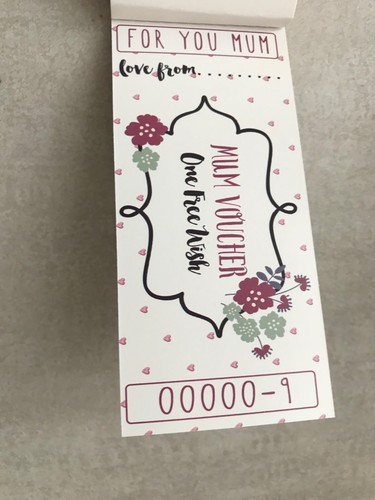 FOR YOU MUM
love from..........
MUM VOUCHER
One Free Wish
00000-9